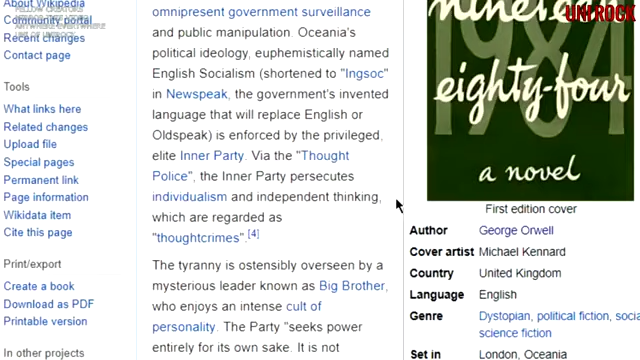 About Wikipedia
Community portal
Recent changes
Contact page
Tools
What links here
Related changes
Upload file
Special pages
Permanent link
Page information
Wikidata item
Cite this page
Print/export
Create a book
Download as PDF
Printable version
In other projects
omnipresent government surveillance
and public manipulation. Oceania's
political ideology, euphemistically named
English Socialism (shortened to "Ingsoc"
in Newspeak, the government's invented
language that will replace English or
Oldspeak) is enforced by the privileged,
elite Inner Party. Via the "Thought
Police", the Inner Party persecutes
individualism and independent thinking,
which are regarded as
"thoughtcrimes".[4]
The tyranny is ostensibly overseen by a
mysterious leader known as Big Brother,
who enjoys an intense cult of
personality. The Party "seeks power
entirely for its own sake. It is not
UNIROCK
1984
eighty-four
a novel
First edition cover
Author George Orwell
Cover artist Michael Kennard
Country United Kingdom
Language English
Genre Dystopian, political fiction,
science fiction
Set in London, Oceania